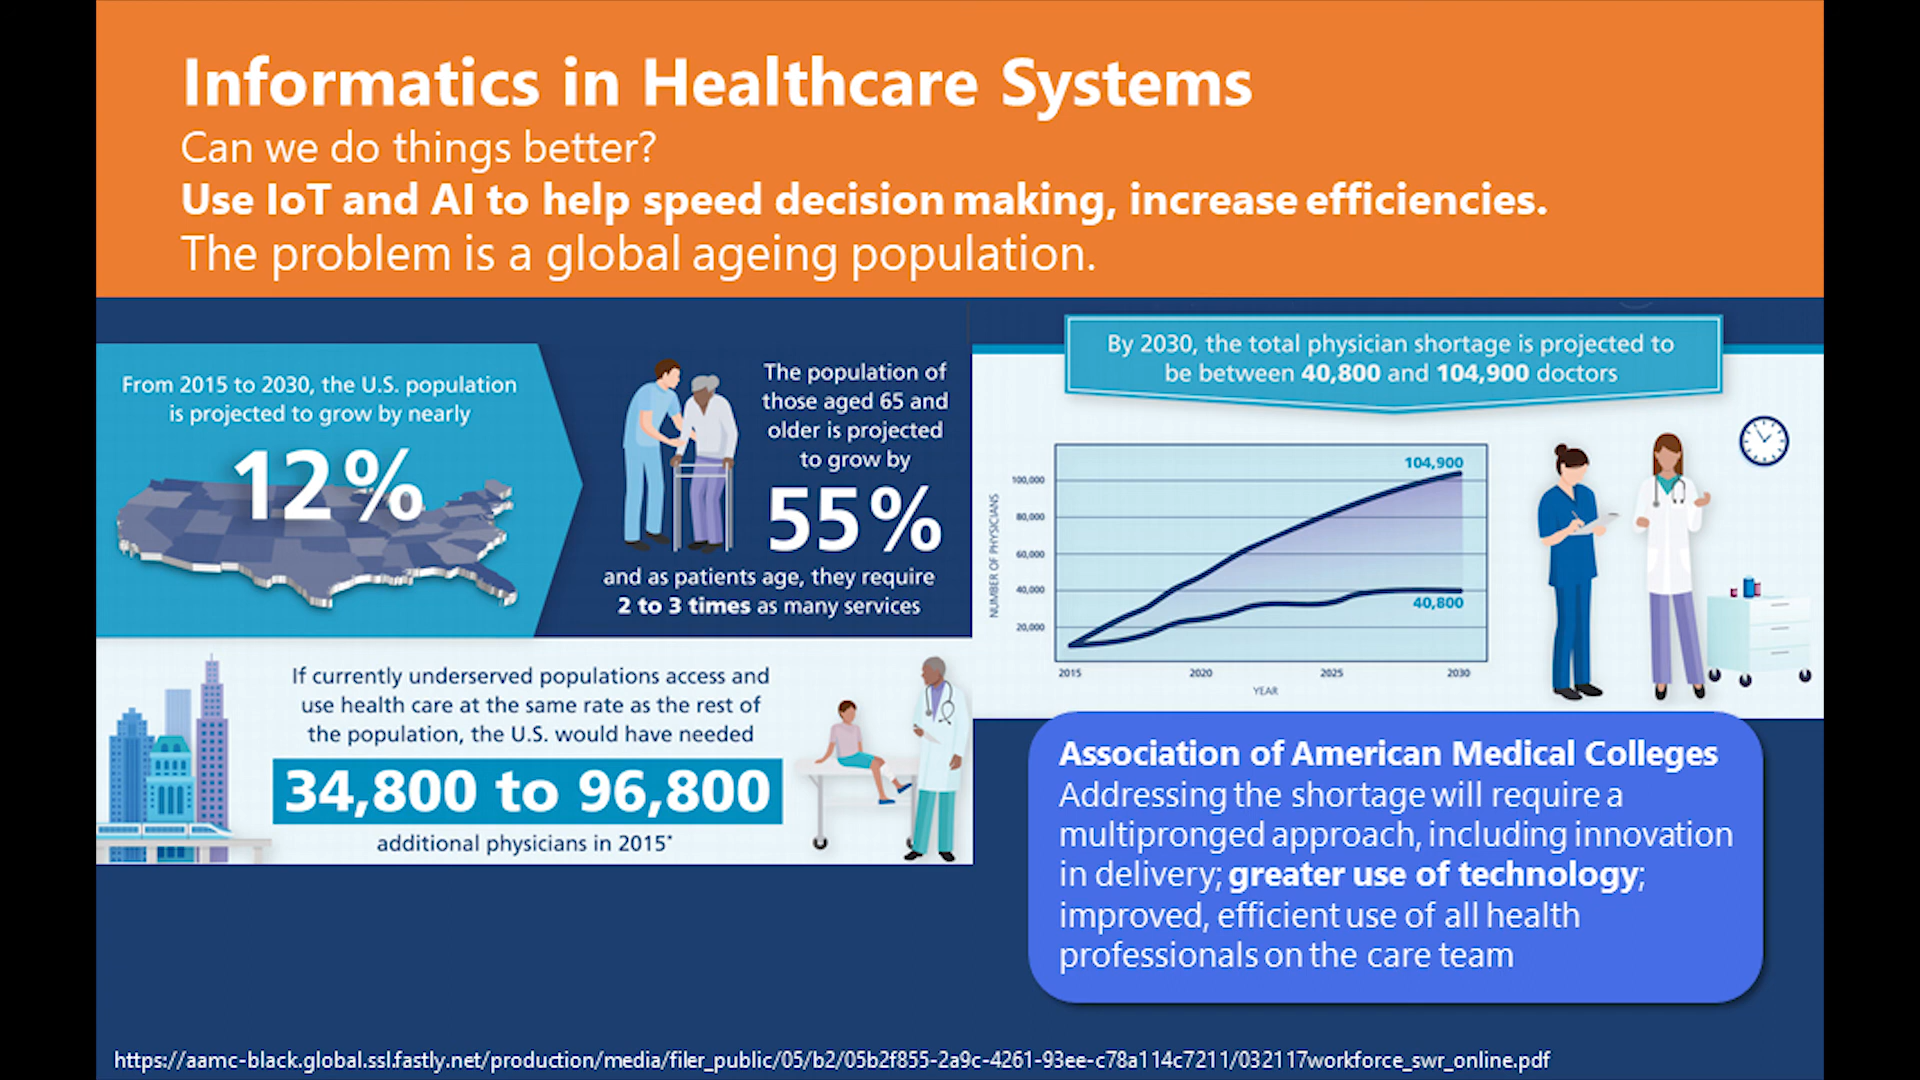 Informatics in Healthcare Systems
Can we do things better?
Use IoT and AI to help speed decision making, increase efficiencies.
The problem is a global ageing population.
From 2015 to 2030, the U.S. population
is projected to grow by nearly
12%
The population of
those aged 65 and
older is projected
to grow by
55%
and as patients age, they require
2 to 3 times as many services
If currently underserved populations access and
use health care at the same rate as the rest of
the population, the U.S. would have needed
34,800 to 96,800
additional physicians in 2015*
By 2030, the total physician shortage is projected to
be between 40,800 and 104,900 doctors
NUMBER OF PHYSICIANS
100,000
80,000
60,000
40,000
20,000
104,900
40,800
2015 2020 2025 2030
YEAR
Association of American Medical Colleges
Addressing the shortage will require a
multipronged approach, including innovation
in delivery; greater use of technology;
improved, efficient use of all health
professionals on the care team
https://aamc-black.global.ssl.fastly.net/production/media/filer_public/05/b2/05b2f855-2a9c-4261-93ee-c78a114c7211/032117workforce_swr_online.pdf